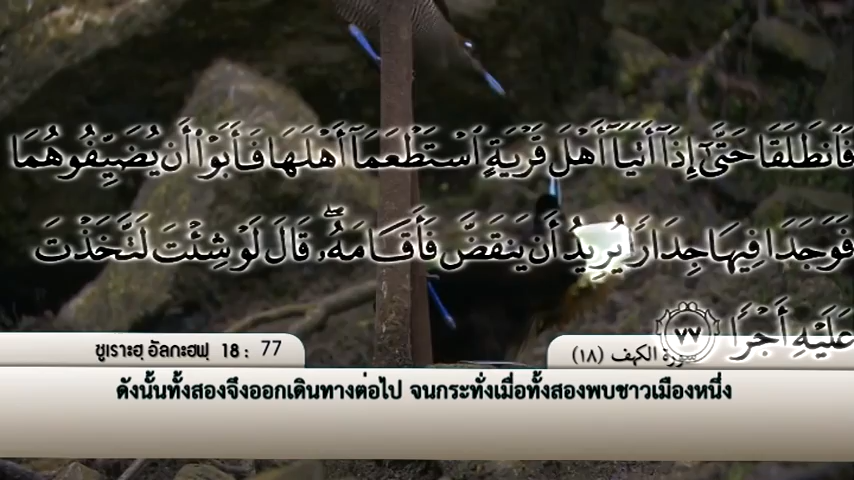 فَٱنطَلَقَا حَتَّىٰٓ إِذَآ أَتَيَآ أَهْلَ قَرْيَةٍ ٱسْتَطْعَمَآ أَهْلَهَا فَأَبَوْا۟ أَن يُضَيِّفُوهُمَا
فَوَجَدَا فِيهَا جِدَارًا يُرِيدُ أَن يَنقَضَّ فَأَقَامَهُۥ ۖ قَالَ لَوْ شِئْتَ لَتَّخَذْتَ
عَلَيْهِ أَجْرًا ٧٧
ซูเราะฮฺ อัลกะฮฟฺ 18 : 77
ورة الكهف (١٨)
ดังนั้นทั้งสองจึงออกเดินทางต่อไป จนกระทั่งเมื่อทั้งสองพบชาวเมืองหนึ่ง